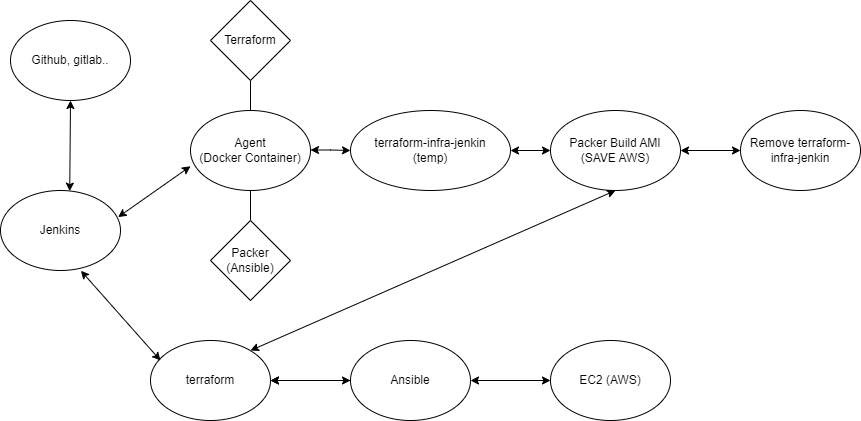 Terraform
Github, gitlab..
Agent
(Docker Container)
terraform-infra-jenkin
(temp)
Packer Build AMI
(SAVE AWS)
Remove terraform-
infra-jenkin
Jenkins
Packer
(Ansible)
terraform
Ansible
EC2 (AWS)